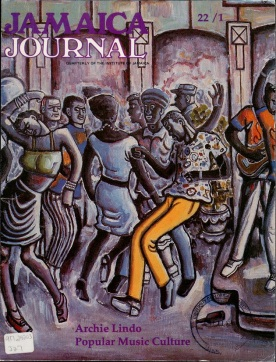 JAMAICA
JOURNAL
22 / 1
QUARTERLY OF THE INSTITUTE OF JAMAICA
Archie Lindo
Popular Music Culture